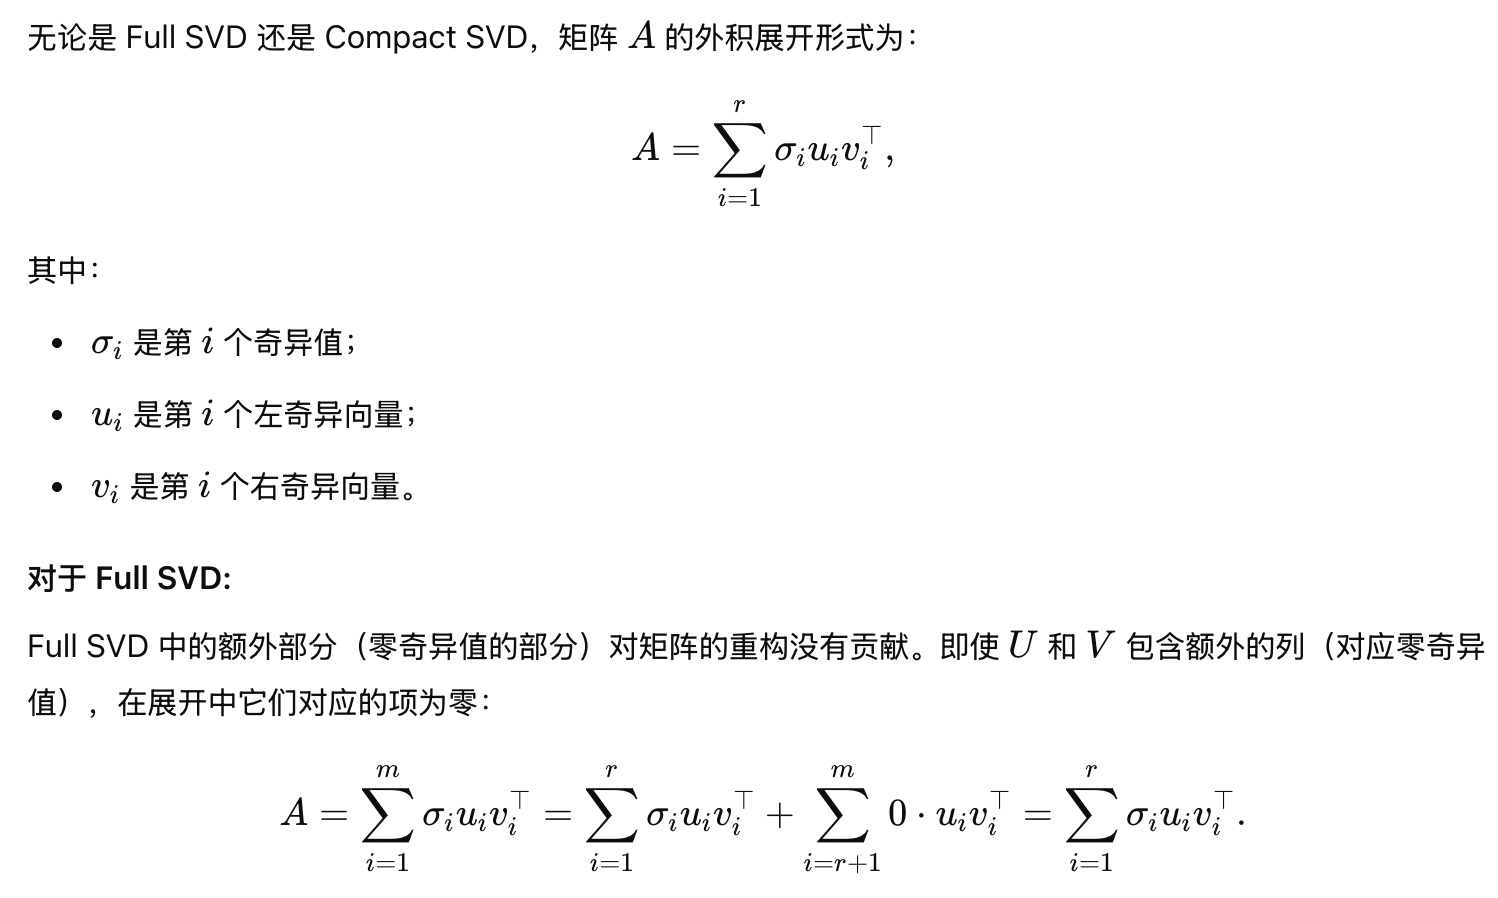 无论是 Full SVD 还是 Compact SVD，矩阵 $A$ 的外积展开形式为：
$$A = \sum_{i=1}^{r} \sigma_i u_i v_i^\top,$$
其中：
• $\sigma_i$ 是第 $i$ 个奇异值；
• $u_i$ 是第 $i$ 个左奇异向量；
• $v_i$ 是第 $i$ 个右奇异向量。
对于 Full SVD:
Full SVD 中的额外部分（零奇异值的部分）对矩阵的重构没有贡献。即使 $U$ 和 $V$ 包含额外的列（对应零奇异
值），在展开中它们对应的项为零：
$$A = \sum_{i=1}^{m} \sigma_i u_i v_i^\top = \sum_{i=1}^{r} \sigma_i u_i v_i^\top + \sum_{i=r+1}^{m} 0 \cdot u_i v_i^\top = \sum_{i=1}^{r} \sigma_i u_i v_i^\top.$$